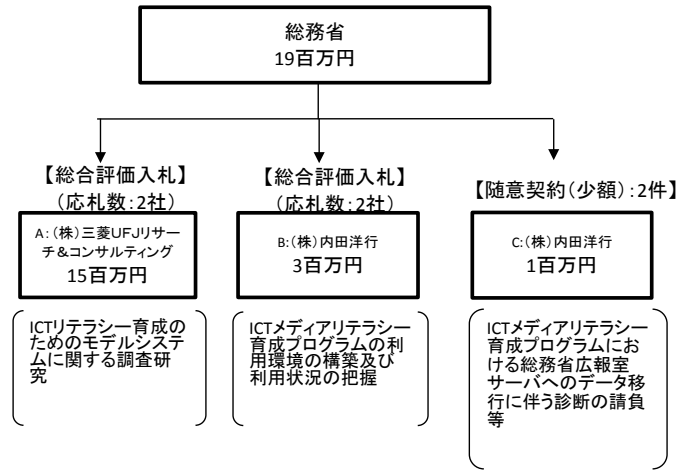 総務省
19百万円
【総合評価入札】
（応札数：2社）
A：（株）三菱UFJリサー
チ＆コンサルティング
15百万円
ICTリテラシー育成の
ためのモデルシステ
ムに関する調査研
究
【総合評価入札】
（応札数：2社）
B：（株）内田洋行
3百万円
ICTメディアリテラシー
育成プログラムの利
用環境の構築及び
利用状況の把握
【随意契約（少額）：2件】
C：（株）内田洋行
1百万円
ICTメディアリテラシー
育成プログラムにお
ける総務省広報室
サーバへのデータ移
行に伴う診断の請負
等